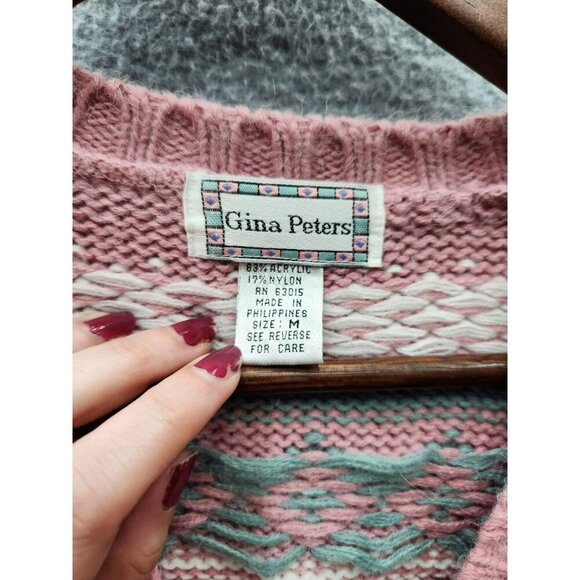 Gina Peters
83% ACRYLIC
17% NYLON
RN 63015
MADE IN
PHILIPPINES
SIZE: M
SEE REVERSE
FOR CARE